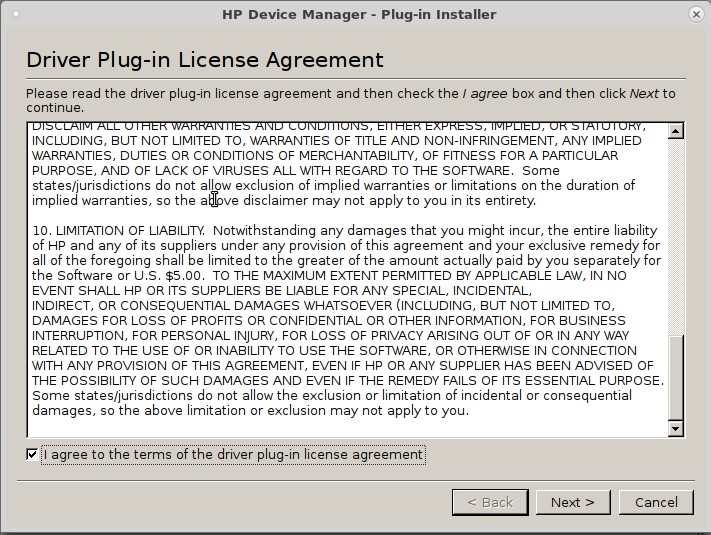 HP Device Manager - Plug-in Installer
Driver Plug-in License Agreement
Please read the driver plug-in license agreement and then check the I agree box and then click Next to
continue.
DISCLAIM ALL OTHER WARRANTIES AND CONDITIONS, EITHER EXPRESS, IMPLIED, OR STATUTORY,
INCLUDING, BUT NOT LIMITED TO, WARRANTIES OF TITLE AND NON-INFRINGEMENT, ANY IMPLIED
WARRANTIES, DUTIES OR CONDITIONS OF MERCHANTABILITY, OF FITNESS FOR A PARTICULAR
PURPOSE, AND OF LACK OF VIRUSES ALL WITH REGARD TO THE SOFTWARE.  Some
states/jurisdictions do not allow exclusion of implied warranties or limitations on the duration of
implied warranties, so the above disclaimer may not apply to you in its entirety.
10. LIMITATION OF LIABILITY.  Notwithstanding any damages that you might incur, the entire liability
of HP and any of its suppliers under any provision of this agreement and your exclusive remedy for
all of the foregoing shall be limited to the greater of the amount actually paid by you separately for
the Software or U.S. $5.00.  TO THE MAXIMUM EXTENT PERMITTED BY APPLICABLE LAW, IN NO
EVENT SHALL HP OR ITS SUPPLIERS BE LIABLE FOR ANY SPECIAL, INCIDENTAL,
INDIRECT, OR CONSEQUENTIAL DAMAGES WHATSOEVER (INCLUDING, BUT NOT LIMITED TO,
DAMAGES FOR LOSS OF PROFITS OR CONFIDENTIAL OR OTHER INFORMATION, FOR BUSINESS
INTERRUPTION, FOR PERSONAL INJURY, FOR LOSS OF PRIVACY ARISING OUT OF OR IN ANY WAY
RELATED TO THE USE OF OR INABILITY TO USE THE SOFTWARE, OR OTHERWISE IN CONNECTION
WITH ANY PROVISION OF THIS AGREEMENT, EVEN IF HP OR ANY SUPPLIER HAS BEEN ADVISED OF
THE POSSIBILITY OF SUCH DAMAGES AND EVEN IF THE REMEDY FAILS OF ITS ESSENTIAL PURPOSE.
Some states/jurisdictions do not allow the exclusion or limitation of incidental or consequential
damages, so the above limitation or exclusion may not apply to you.
I agree to the terms of the driver plug-in license agreement
< Back Next > Cancel